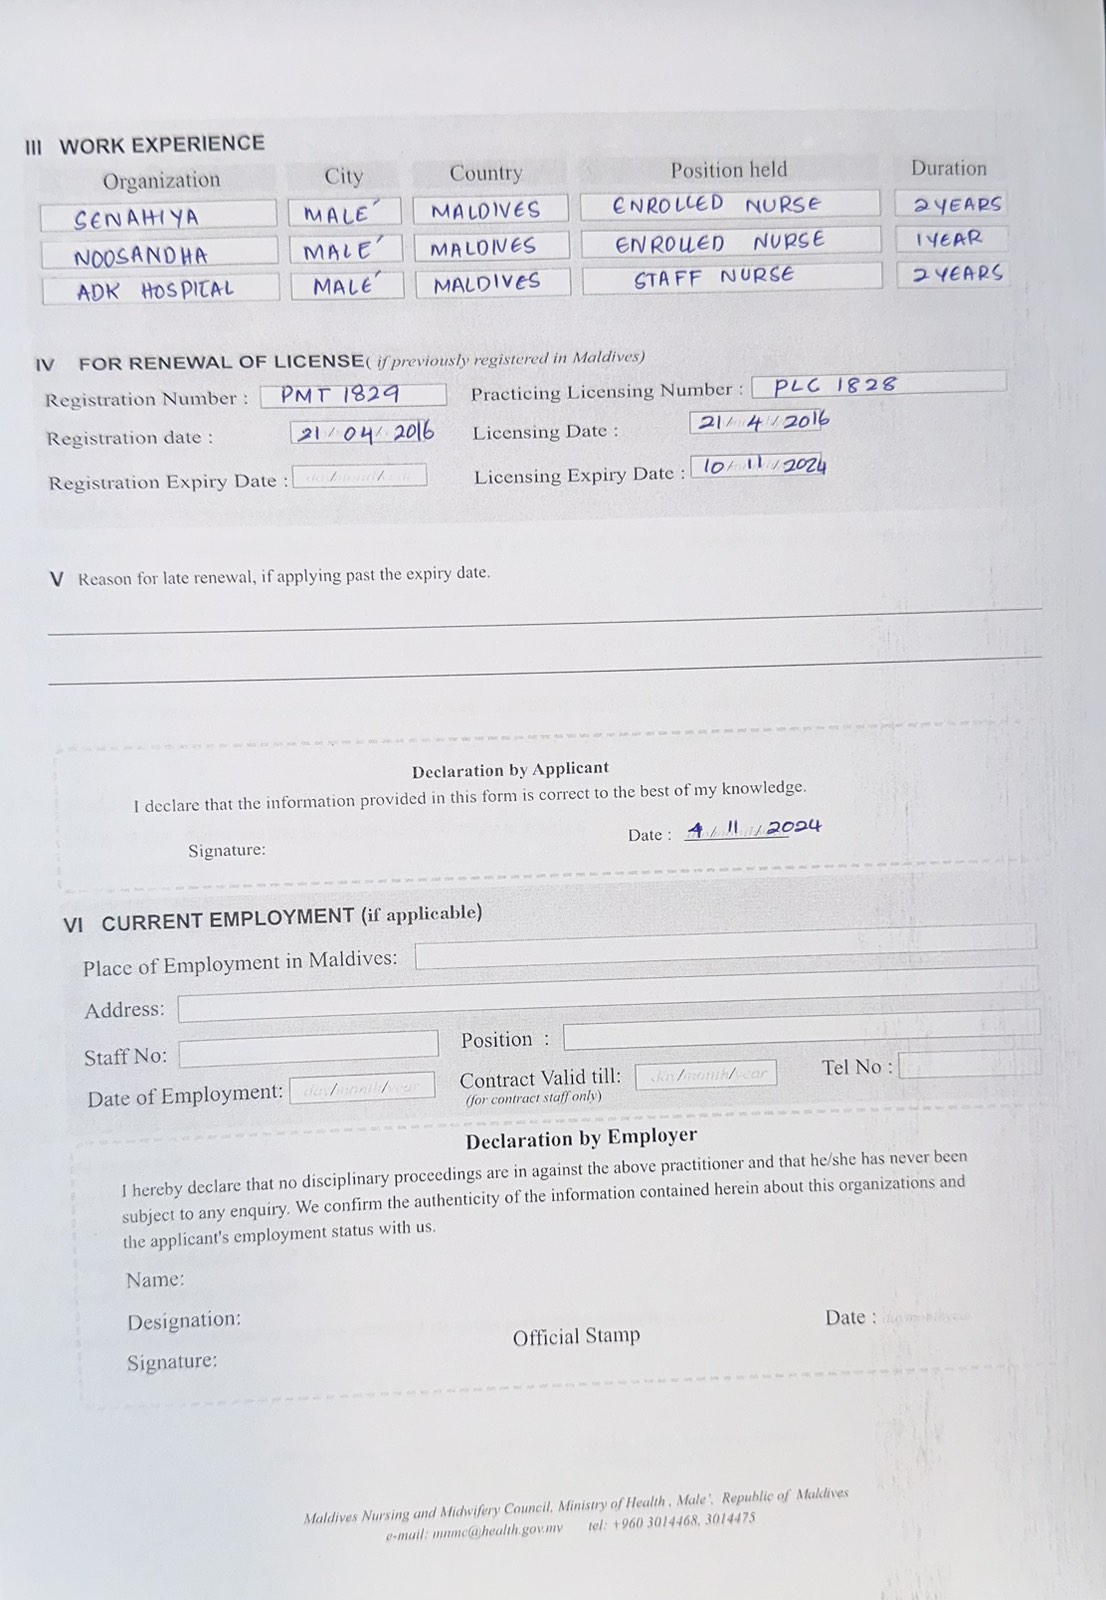 III WORK EXPERIENCE
Organization City Country Position held Duration
SENAHIYA MALE' MALDIVES ENROLLED NURSE 2 YEARS
NOOSANDHA MALE' MALDIVES ENROLLED NURSE 1 YEAR
ADK HOSPITAL MALE' MALDIVES STAFF NURSE 2 YEARS
IV FOR RENEWAL OF LICENSE( if previously registered in Maldives)
Registration Number : PMT 1829 Practicing Licensing Number : PLC 1828
Registration date : 21/04/2016 Licensing Date : 21/4/2016
Registration Expiry Date : Licensing Expiry Date : 10/11/2024
V Reason for late renewal, if applying past the expiry date.
Declaration by Applicant
I declare that the information provided in this form is correct to the best of my knowledge.
Signature: Date : 4/11/2024
VI CURRENT EMPLOYMENT (if applicable)
Place of Employment in Maldives:
Address:
Staff No: Position :
Date of Employment: day/month/year Contract Valid till: day/month/year Tel No :
(for contract staff only)
Declaration by Employer
I hereby declare that no disciplinary proceedings are in against the above practitioner and that he/she has never been
subject to any enquiry. We confirm the authenticity of the information contained herein about this organizations and
the applicant's employment status with us.
Name:
Designation: Date :
Official Stamp
Signature:
Maldives Nursing and Midwifery Council, Ministry of Health, Male', Republic of Maldives
e-mail: mnmc@health.gov.mv tel: +960 3014468, 3014475